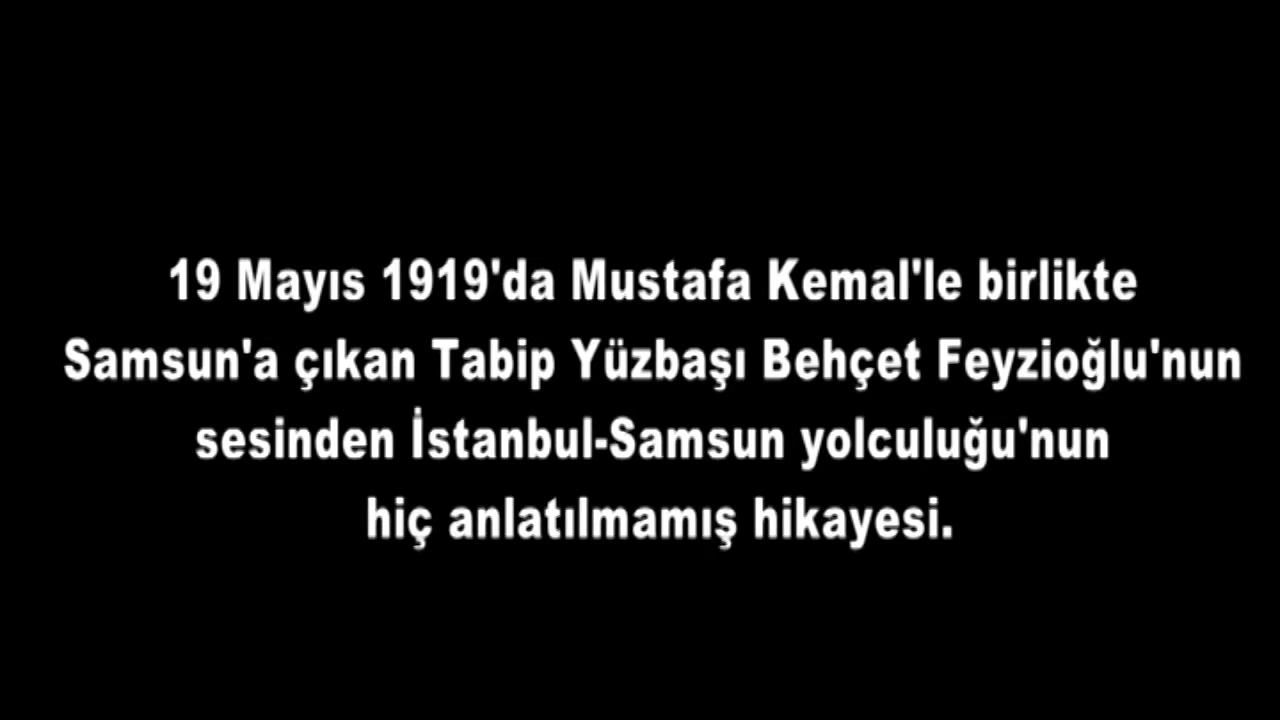 19 Mayıs 1919'da Mustafa Kemal'le birlikte
Samsun'a çıkan Tabip Yüzbaşı Behçet Feyzioğlu'nun
sesinden İstanbul-Samsun yolculuğu'nun
hiç anlatılmamış hikayesi.